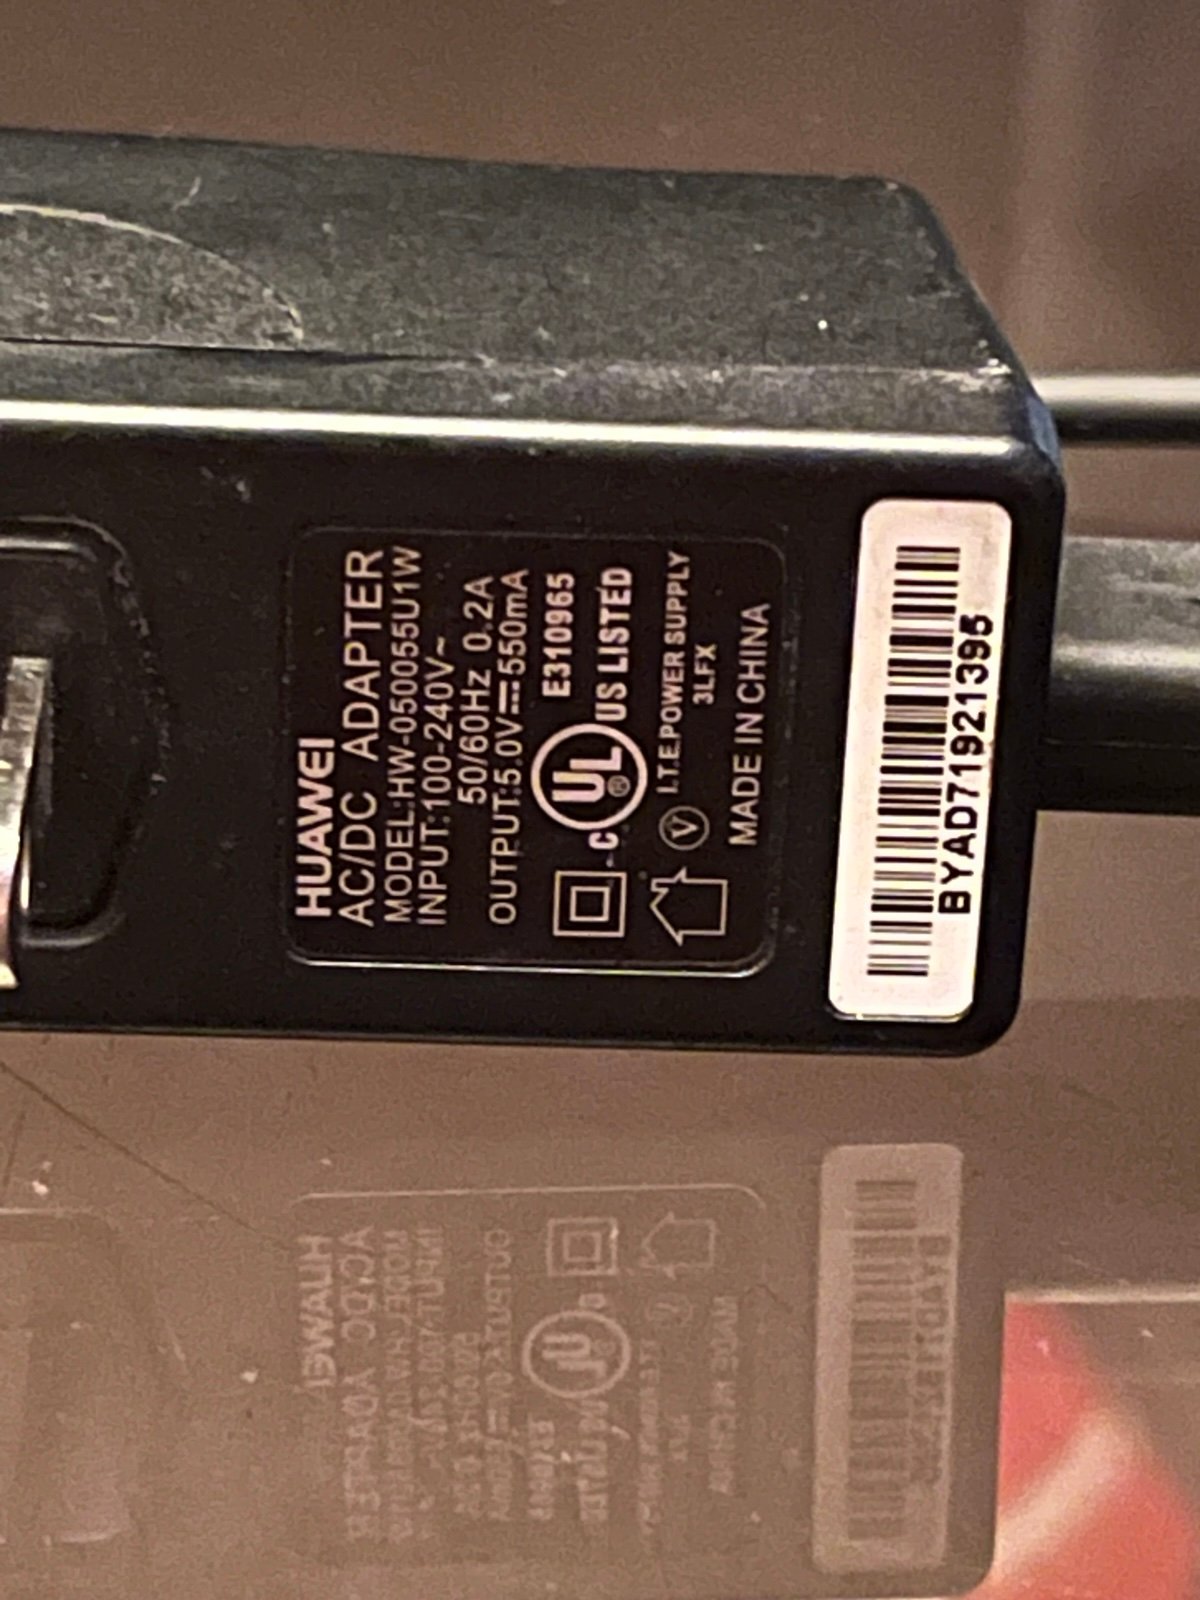 HUAWEI
AC/DC ADAPTER
MODEL:HW-050055U1W
INPUT:100-240V~
50/60Hz 0.2A
OUTPUT:5.0V⎓550mA
E310965
C UL® US LISTED
I.T.E.POWER SUPPLY
V
3LFX
MADE IN CHINA
BYAD71921395